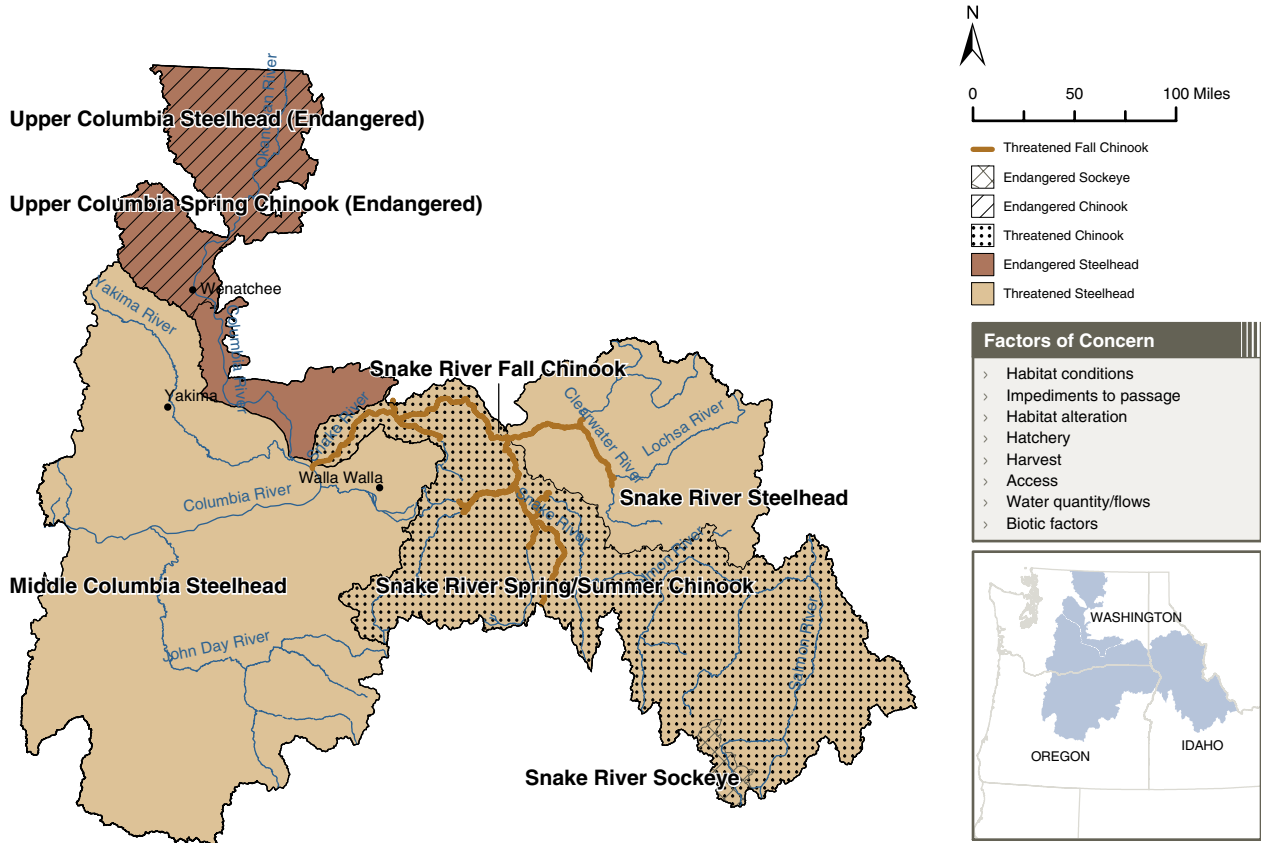 Upper Columbia Steelhead (Endangered)
Okanogan River
Upper Columbia Spring Chinook (Endangered)
Wenatchee
Yakima River
Columbia River
Yakima
Snake River Fall Chinook
Snake River
Clearwater River
Lochsa River
Walla Walla
Columbia River
Snake River Steelhead
Snake River
Salmon River
Middle Columbia Steelhead
Snake River Spring/Summer Chinook
John Day River
Salmon River
Snake River Sockeye
N
0 50 100 Miles
Threatened Fall Chinook
Endangered Sockeye
Endangered Chinook
Threatened Chinook
Endangered Steelhead
Threatened Steelhead
Factors of Concern
› Habitat conditions
› Impediments to passage
› Habitat alteration
› Hatchery
› Harvest
› Access
› Water quantity/flows
› Biotic factors
WASHINGTON
OREGON
IDAHO